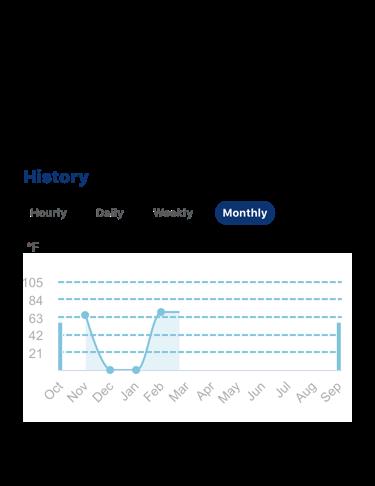 History
Hourly Daily Weekly Monthly
°F
105
84
63
42
21
Oct Nov Dec Jan Feb Mar Apr May Jun Jul Aug Sep